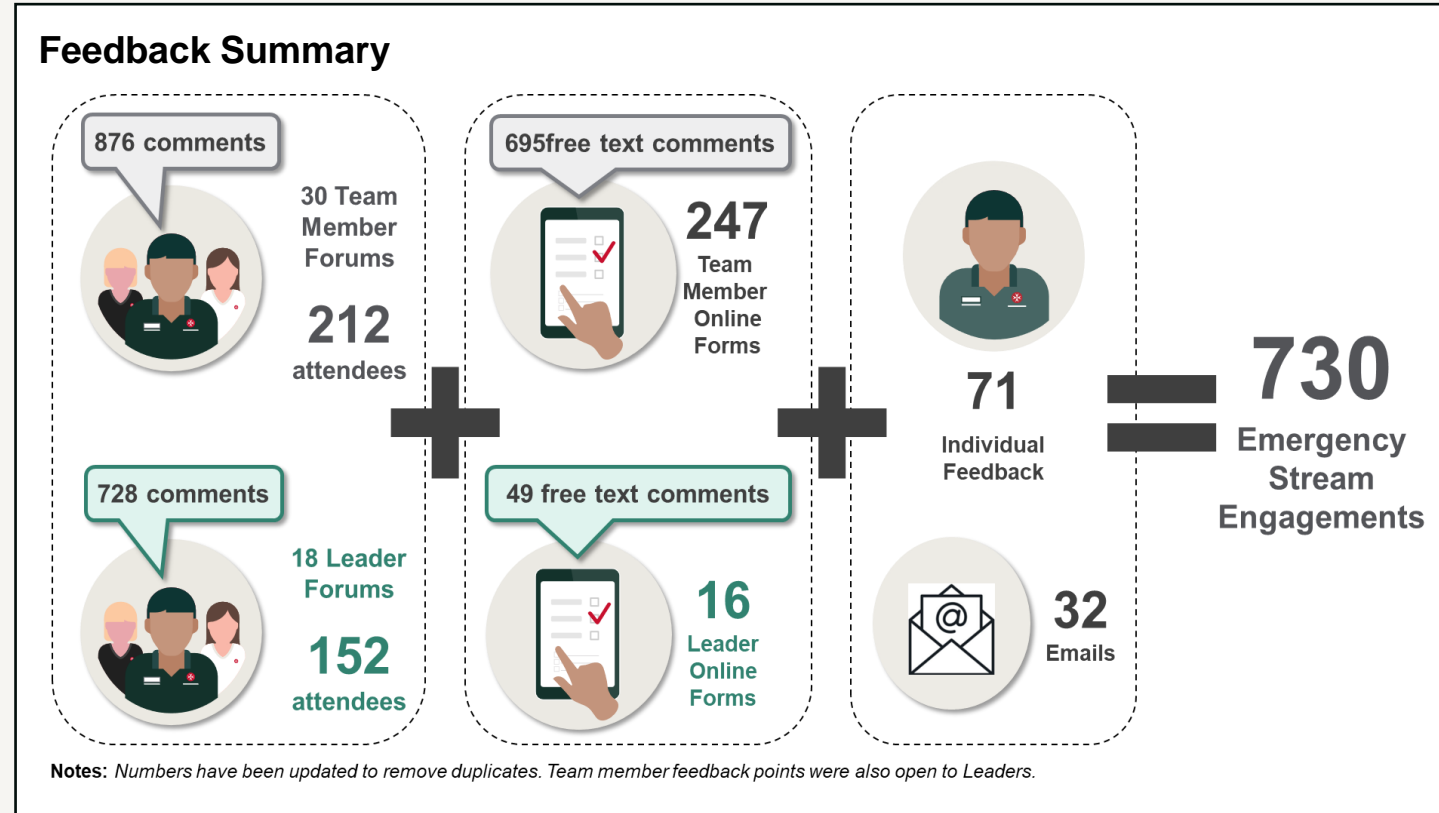 Feedback Summary
876 comments
30 Team
Member
Forums
212
attendees
728 comments
18 Leader
Forums
152
attendees
695free text comments
247
Team
Member
Online
Forms
49 free text comments
16
Leader
Online
Forms
71
Individual
Feedback
@
32
Emails
730
Emergency
Stream
Engagements
Notes: Numbers have been updated to remove duplicates. Team member feedback points were also open to Leaders.